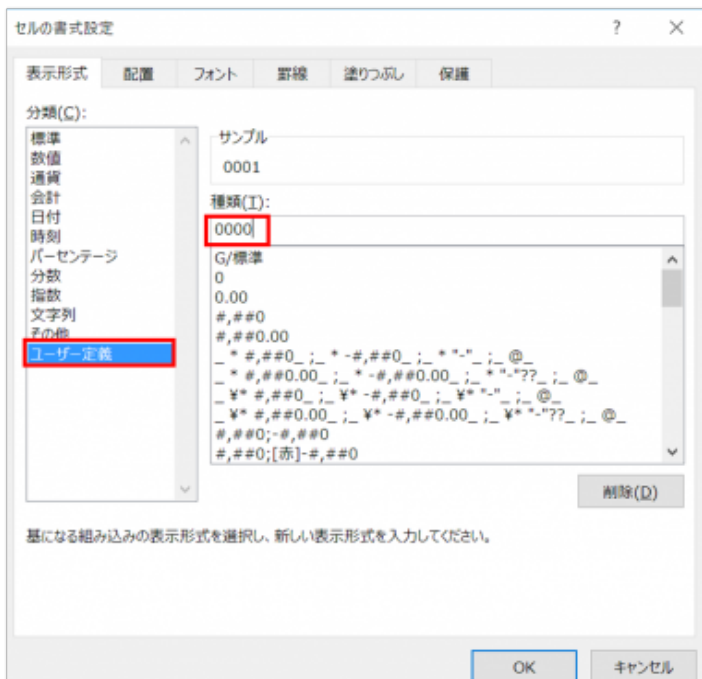 セルの書式設定 ? ×
表示形式 配置 フォント 罫線 塗りつぶし 保護
分類(C):
標準
数値
通貨
会計
日付
時刻
パーセンテージ
分数
指数
文字列
その他
ユーザー定義
サンプル
0001
種類(T):
0000
G/標準
0
0.00
#,##0
#,##0.00
_ * #,##0_ ;_ * -#,##0_ ;_ * "-"_ ;_ @_
_ * #,##0.00_ ;_ * -#,##0.00_ ;_ * "-"??_ ;_ @_
_ ¥* #,##0_ ;_ ¥* -#,##0_ ;_ ¥* "-"_ ;_ @_
_ ¥* #,##0.00_ ;_ ¥* -#,##0.00_ ;_ ¥* "-"??_ ;_ @_
#,##0;-#,##0
#,##0;[赤]-#,##0
削除(D)
基になる組み込みの表示形式を選択し、新しい表示形式を入力してください。
OK キャンセル